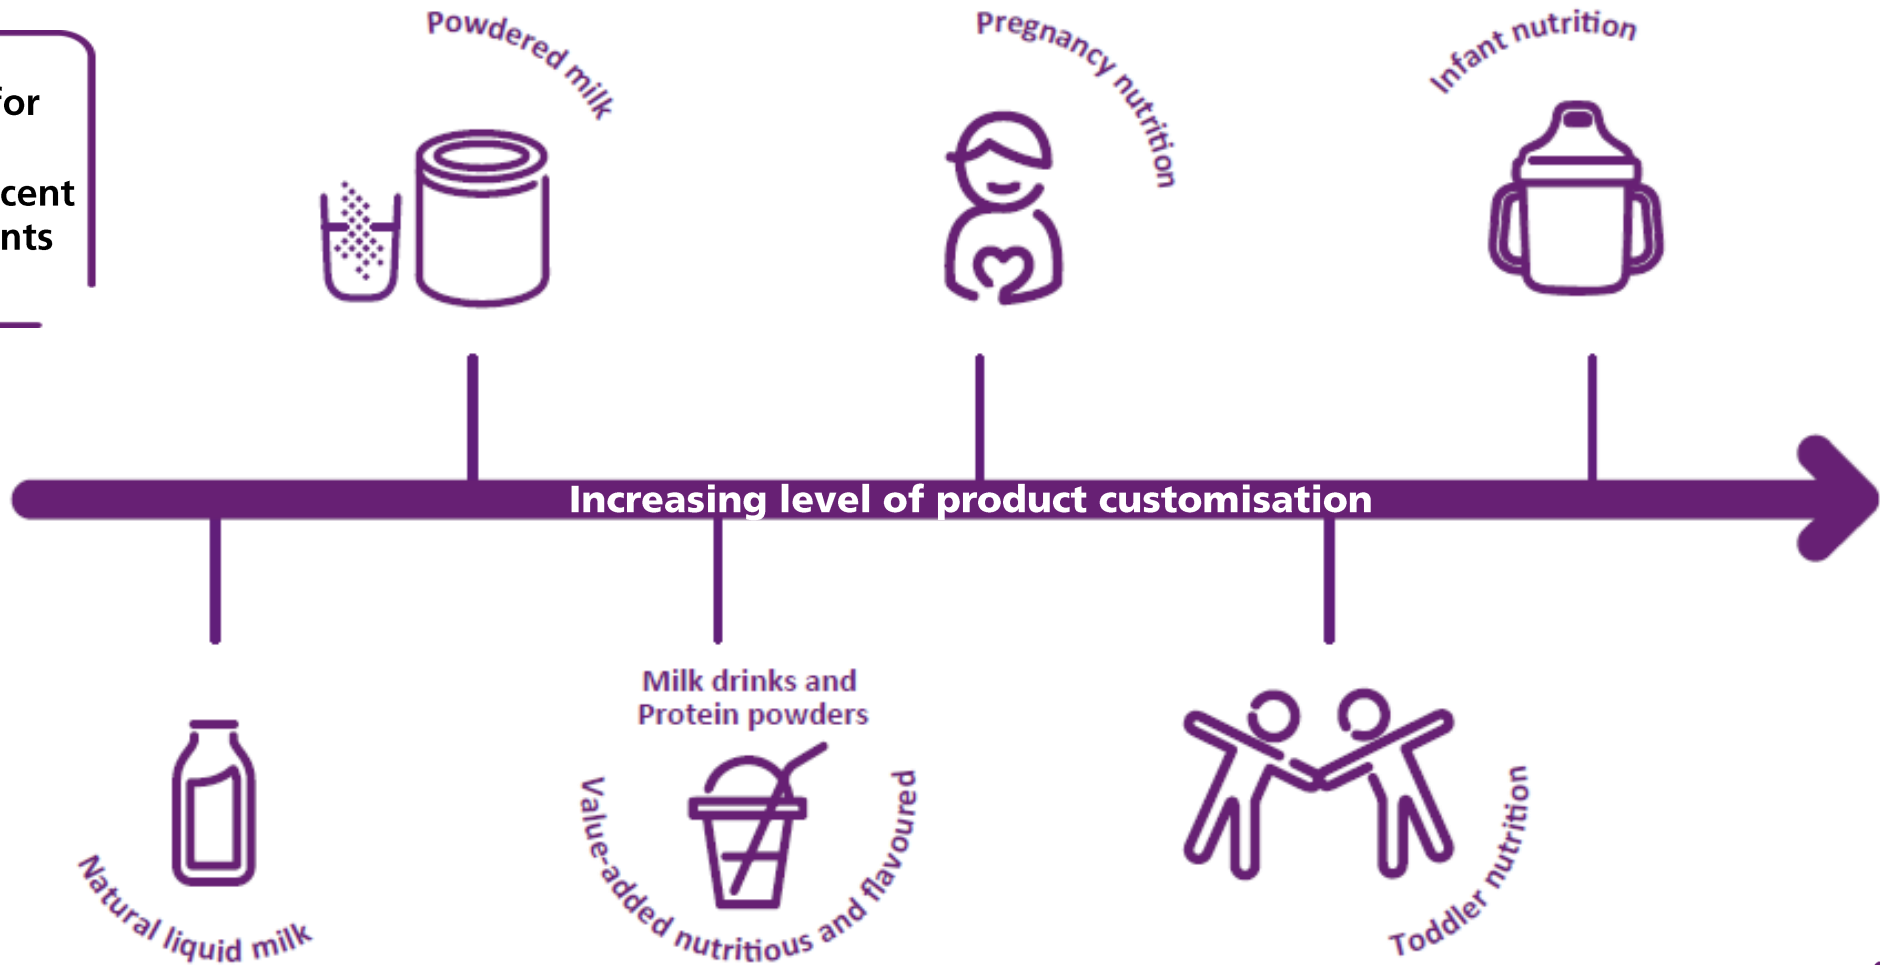 for
cent
nts
Powdered milk
Pregnancy nutrition
Infant nutrition
Increasing level of product customisation
Natural liquid milk
Milk drinks and
Protein powders
Value-added nutritious and flavoured
Toddler nutrition